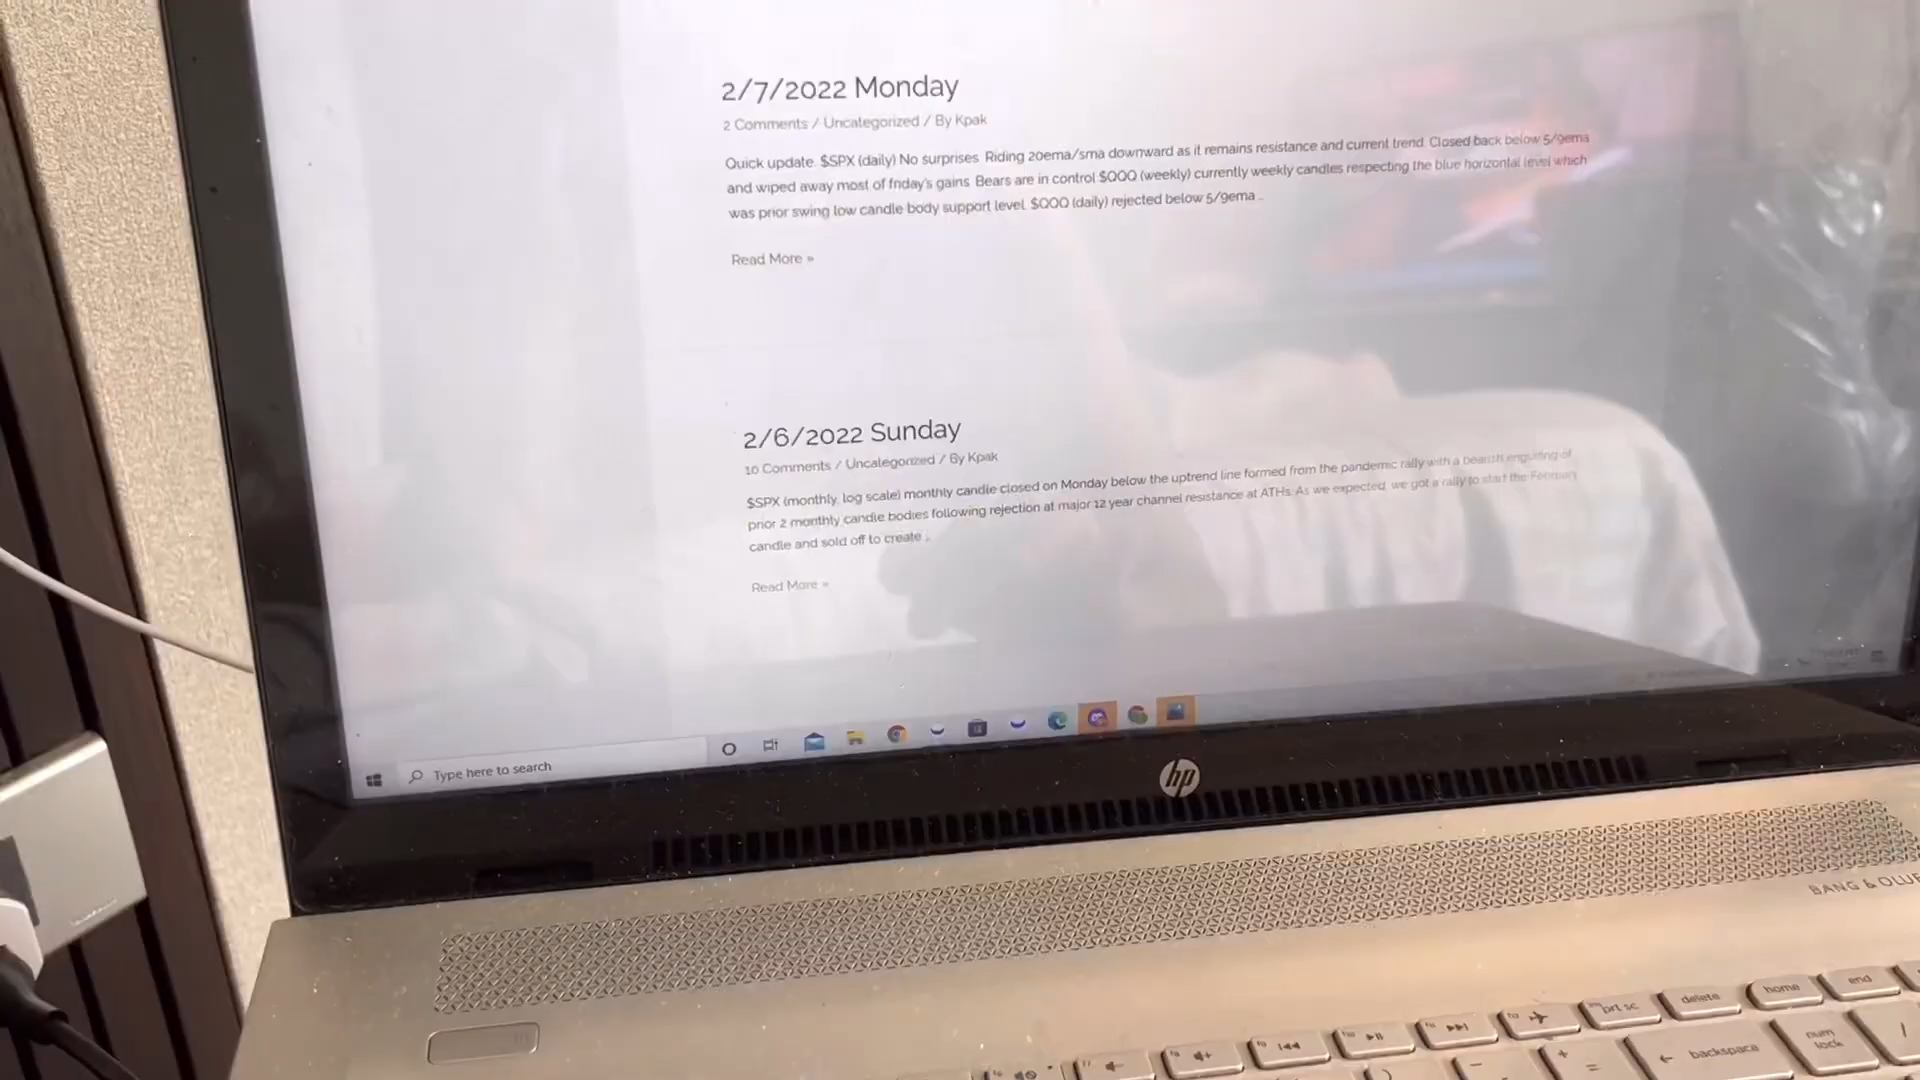 2/7/2022 Monday
2 Comments / Uncategorized / By Kpak
Quick update. $SPX (daily) No surprises. Riding 20ema/sma downward as it remains resistance and current trend. Closed back below 5/9ema
and wiped away most of friday's gains. Bears are in control $QQQ (weekly) currently weekly candles respecting the blue horizontal level which
was prior swing low candle body support level. $QQQ (daily) rejected below 5/9ema …
Read More »
2/6/2022 Sunday
10 Comments / Uncategorized / By Kpak
$SPX (monthly, log scale) monthly candle closed on Monday below the uptrend line formed from the pandemic rally with a bearish engulfing of
prior 2 monthly candle bodies following rejection at major 12 year channel resistance at ATHs. As we expected, we got a rally to start the February
candle and sold off to create …
Read More »
Type here to search
hp
BANG & OLUF
prt sc
delete
home
end
backspace
num
lock